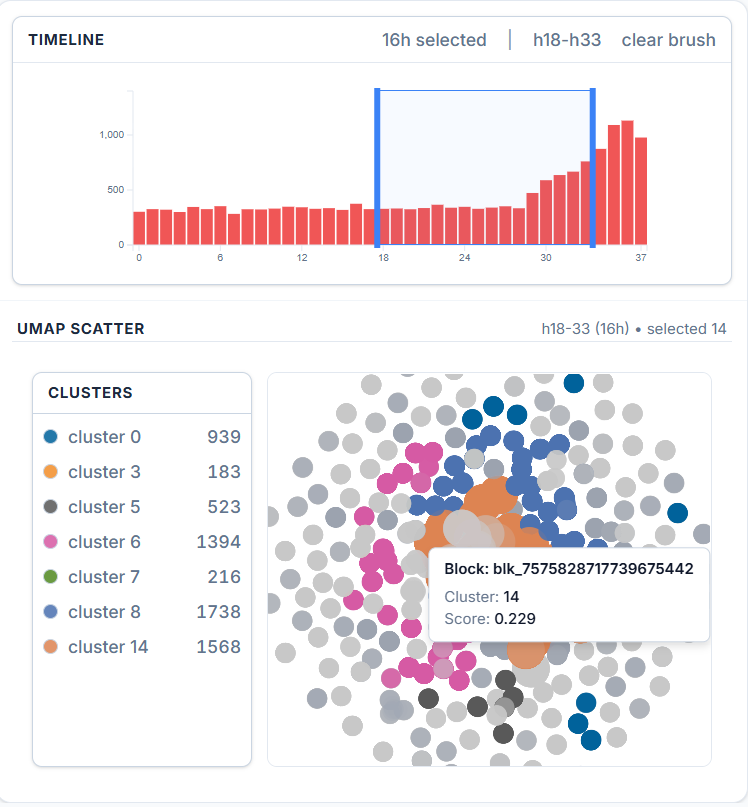 TIMELINE 16h selected | h18-h33 clear brush
1,000
500
0
0 6 12 18 24 30 37
UMAP SCATTER h18-33 (16h) • selected 14
CLUSTERS
cluster 0 939
cluster 3 183
cluster 5 523
cluster 6 1394
cluster 7 216
cluster 8 1738
cluster 14 1568
Block: blk_7575828717739675442
Cluster: 14
Score: 0.229